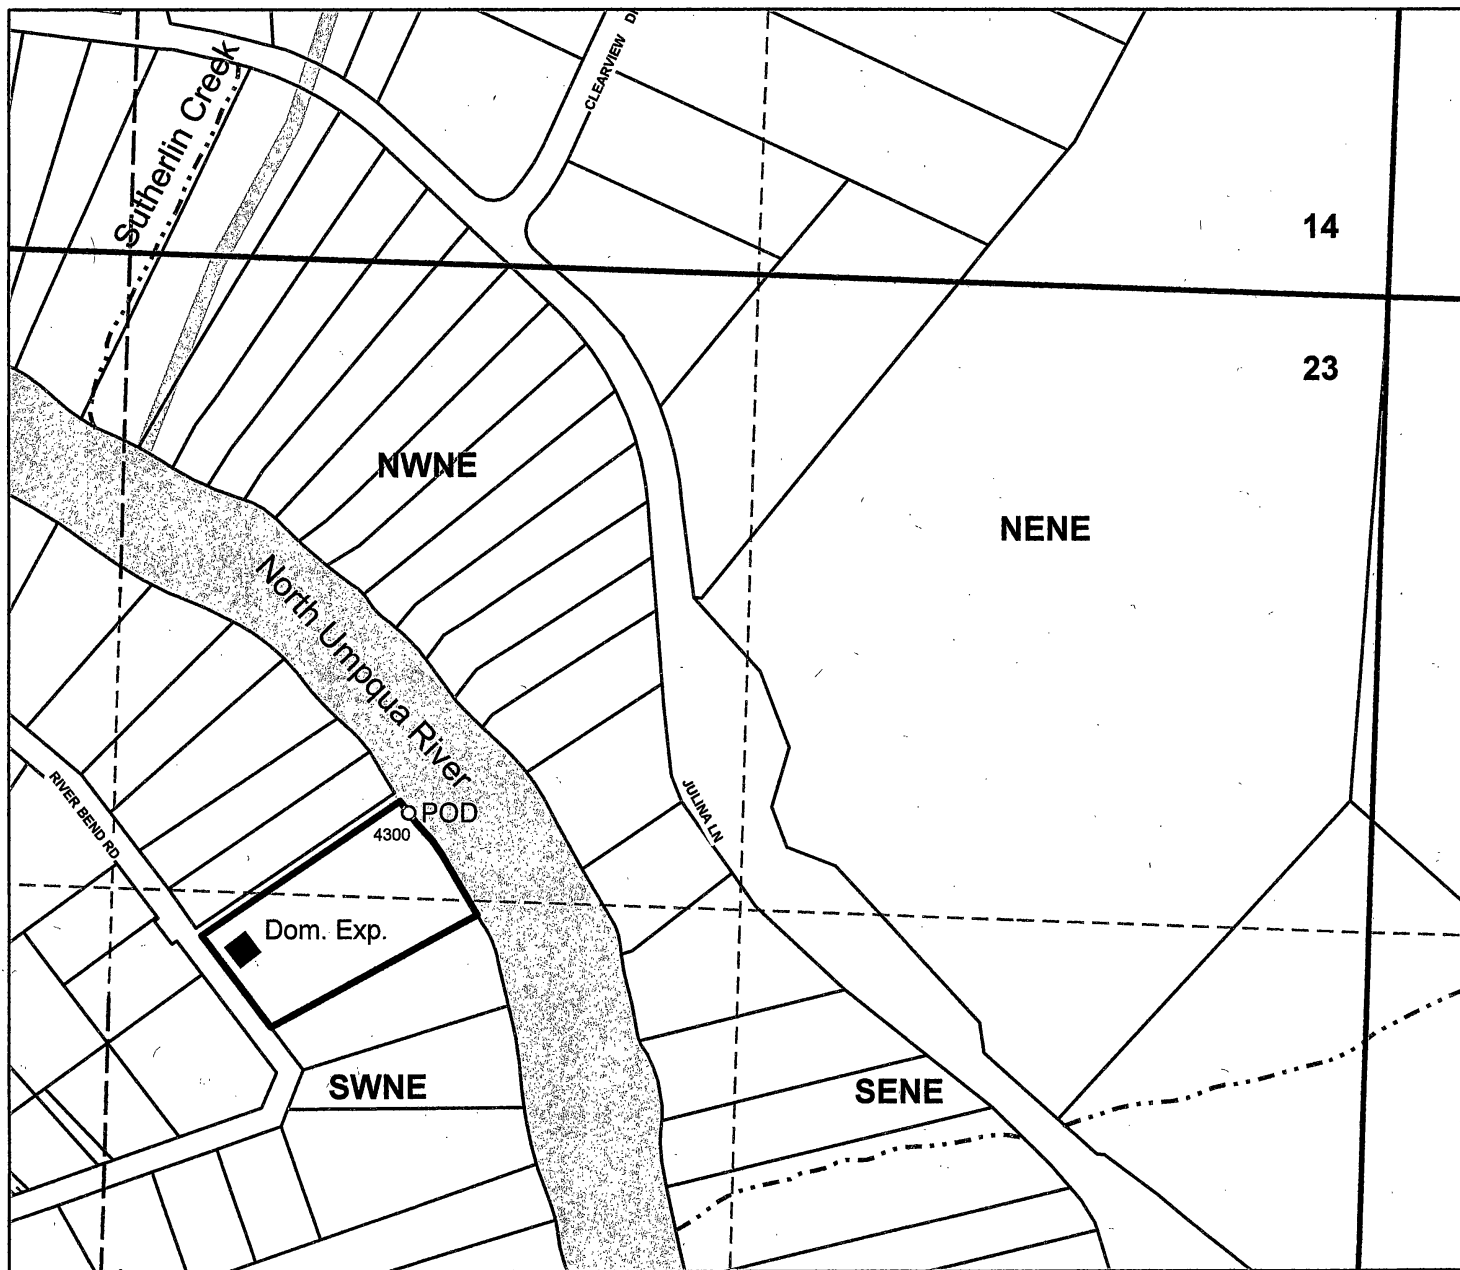 Sutherlin Creek
CLEARVIEW D
14
23
NWNE
NENE
North Umpqua River
RIVER BEND RD
POD
4300
JULINA LN
Dom. Exp.
SWNE
SENE